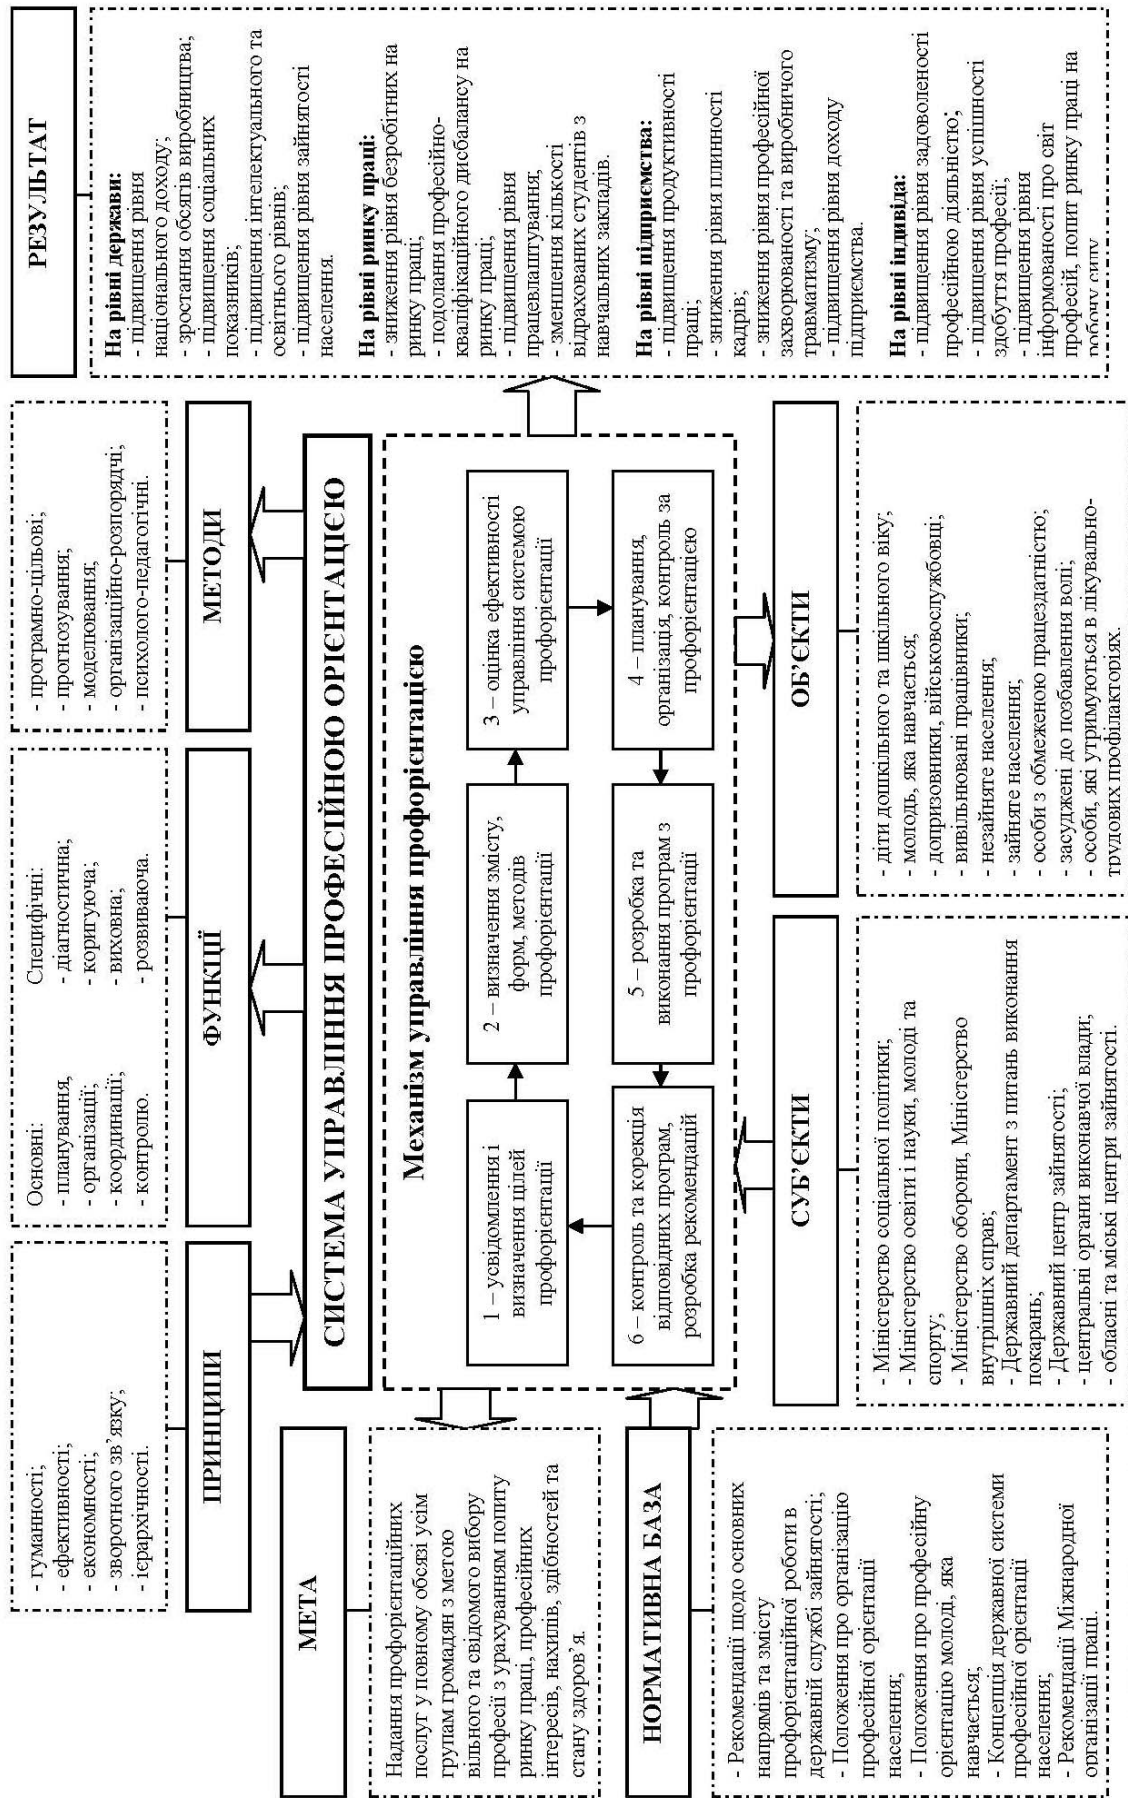 - гуманності;
- ефективності;
- економності;
- зворотного зв’язку;
- ієрархічності.
ПРИНЦИПИ
Основні:
- планування,
- організації;
- координації;
- контролю.
Специфічні:
- діагностична;
- коригуюча;
- виховна;
- розвиваюча.
ФУНКЦІЇ
- програмно-цільові;
- прогнозування;
- моделювання;
- організаційно-розпорядчі;
- психолого-педагогічні.
МЕТОДИ
РЕЗУЛЬТАТ
На рівні держави:
- підвищення рівня
національного доходу;
- зростання обсягів виробництва;
- підвищення соціальних
показників;
- підвищення інтелектуального та
освітнього рівнів;
- підвищення рівня зайнятості
населення.
На рівні ринку праці:
- зниження рівня безробітних на
ринку праці;
- подолання професійно-
кваліфікаційного дисбалансу на
ринку праці;
- підвищення рівня
працевлаштування;
- зменшення кількості
відрахованих студентів з
навчальних закладів.
На рівні підприємства:
- підвищення продуктивності
праці;
- зниження рівня плинності
кадрів;
- зниження рівня професійної
захворюваності та виробничого
травматизму;
- підвищення рівня доходу
підприємства.
На рівні індивіда:
- підвищення рівня задоволеності
професійною діяльністю;
- підвищення рівня успішності
здобуття професії;
- підвищення рівня
інформованості про світ
професій, попит ринку праці на
робочу силу
СИСТЕМА УПРАВЛІННЯ ПРОФЕСІЙНОЮ ОРІЄНТАЦІЄЮ
МЕТА
Надання профорієнтаційних
послуг у повному обсязі усім
групам громадян з метою
вільного та свідомого вибору
професії з урахуванням попиту
ринку праці, професійних
інтересів, нахилів, здібностей та
стану здоров’я.
Механізм управління профорієнтацією
1 – усвідомлення і
визначення цілей
профорієнтації
2 – визначення змісту,
форм, методів
профорієнтації
3 – оцінка ефективності
управління системою
профорієнтації
6 – контроль та корекція
відповідних програм,
розробка рекомендацій
5 – розробка та
виконання програм з
профорієнтації
4 – планування,
організація, контроль за
профорієнтацією
НОРМАТИВНА БАЗА
- Рекомендації щодо основних
напрямів та змісту
профорієнтаційної роботи в
державній службі зайнятості;
- Положення про організацію
професійної орієнтації
населення;
- Положення про професійну
орієнтацію молоді, яка
навчається;
- Концепція державної системи
професійної орієнтації
населення;
- Рекомендації Міжнародної
організації праці.
СУБ’ЄКТИ
- Міністерство соціальної політики;
- Міністерство освіти і науки, молоді та
спорту;
- Міністерство оборони, Міністерство
внутрішніх справ;
- Державний департамент з питань виконання
покарань;
- Державний центр зайнятості;
- центральні органи виконавчої влади;
- обласні та міські центри зайнятості.
ОБ’ЄКТИ
- діти дошкільного та шкільного віку;
- молодь, яка навчається;
- допризовники, військовослужбовці;
- вивільнювані працівники;
- незайняте населення;
- зайняте населення;
- особи з обмеженою працездатністю;
- засуджені до позбавлення волі;
- особи, які утримуються в лікувально-
трудових профілакторіях.